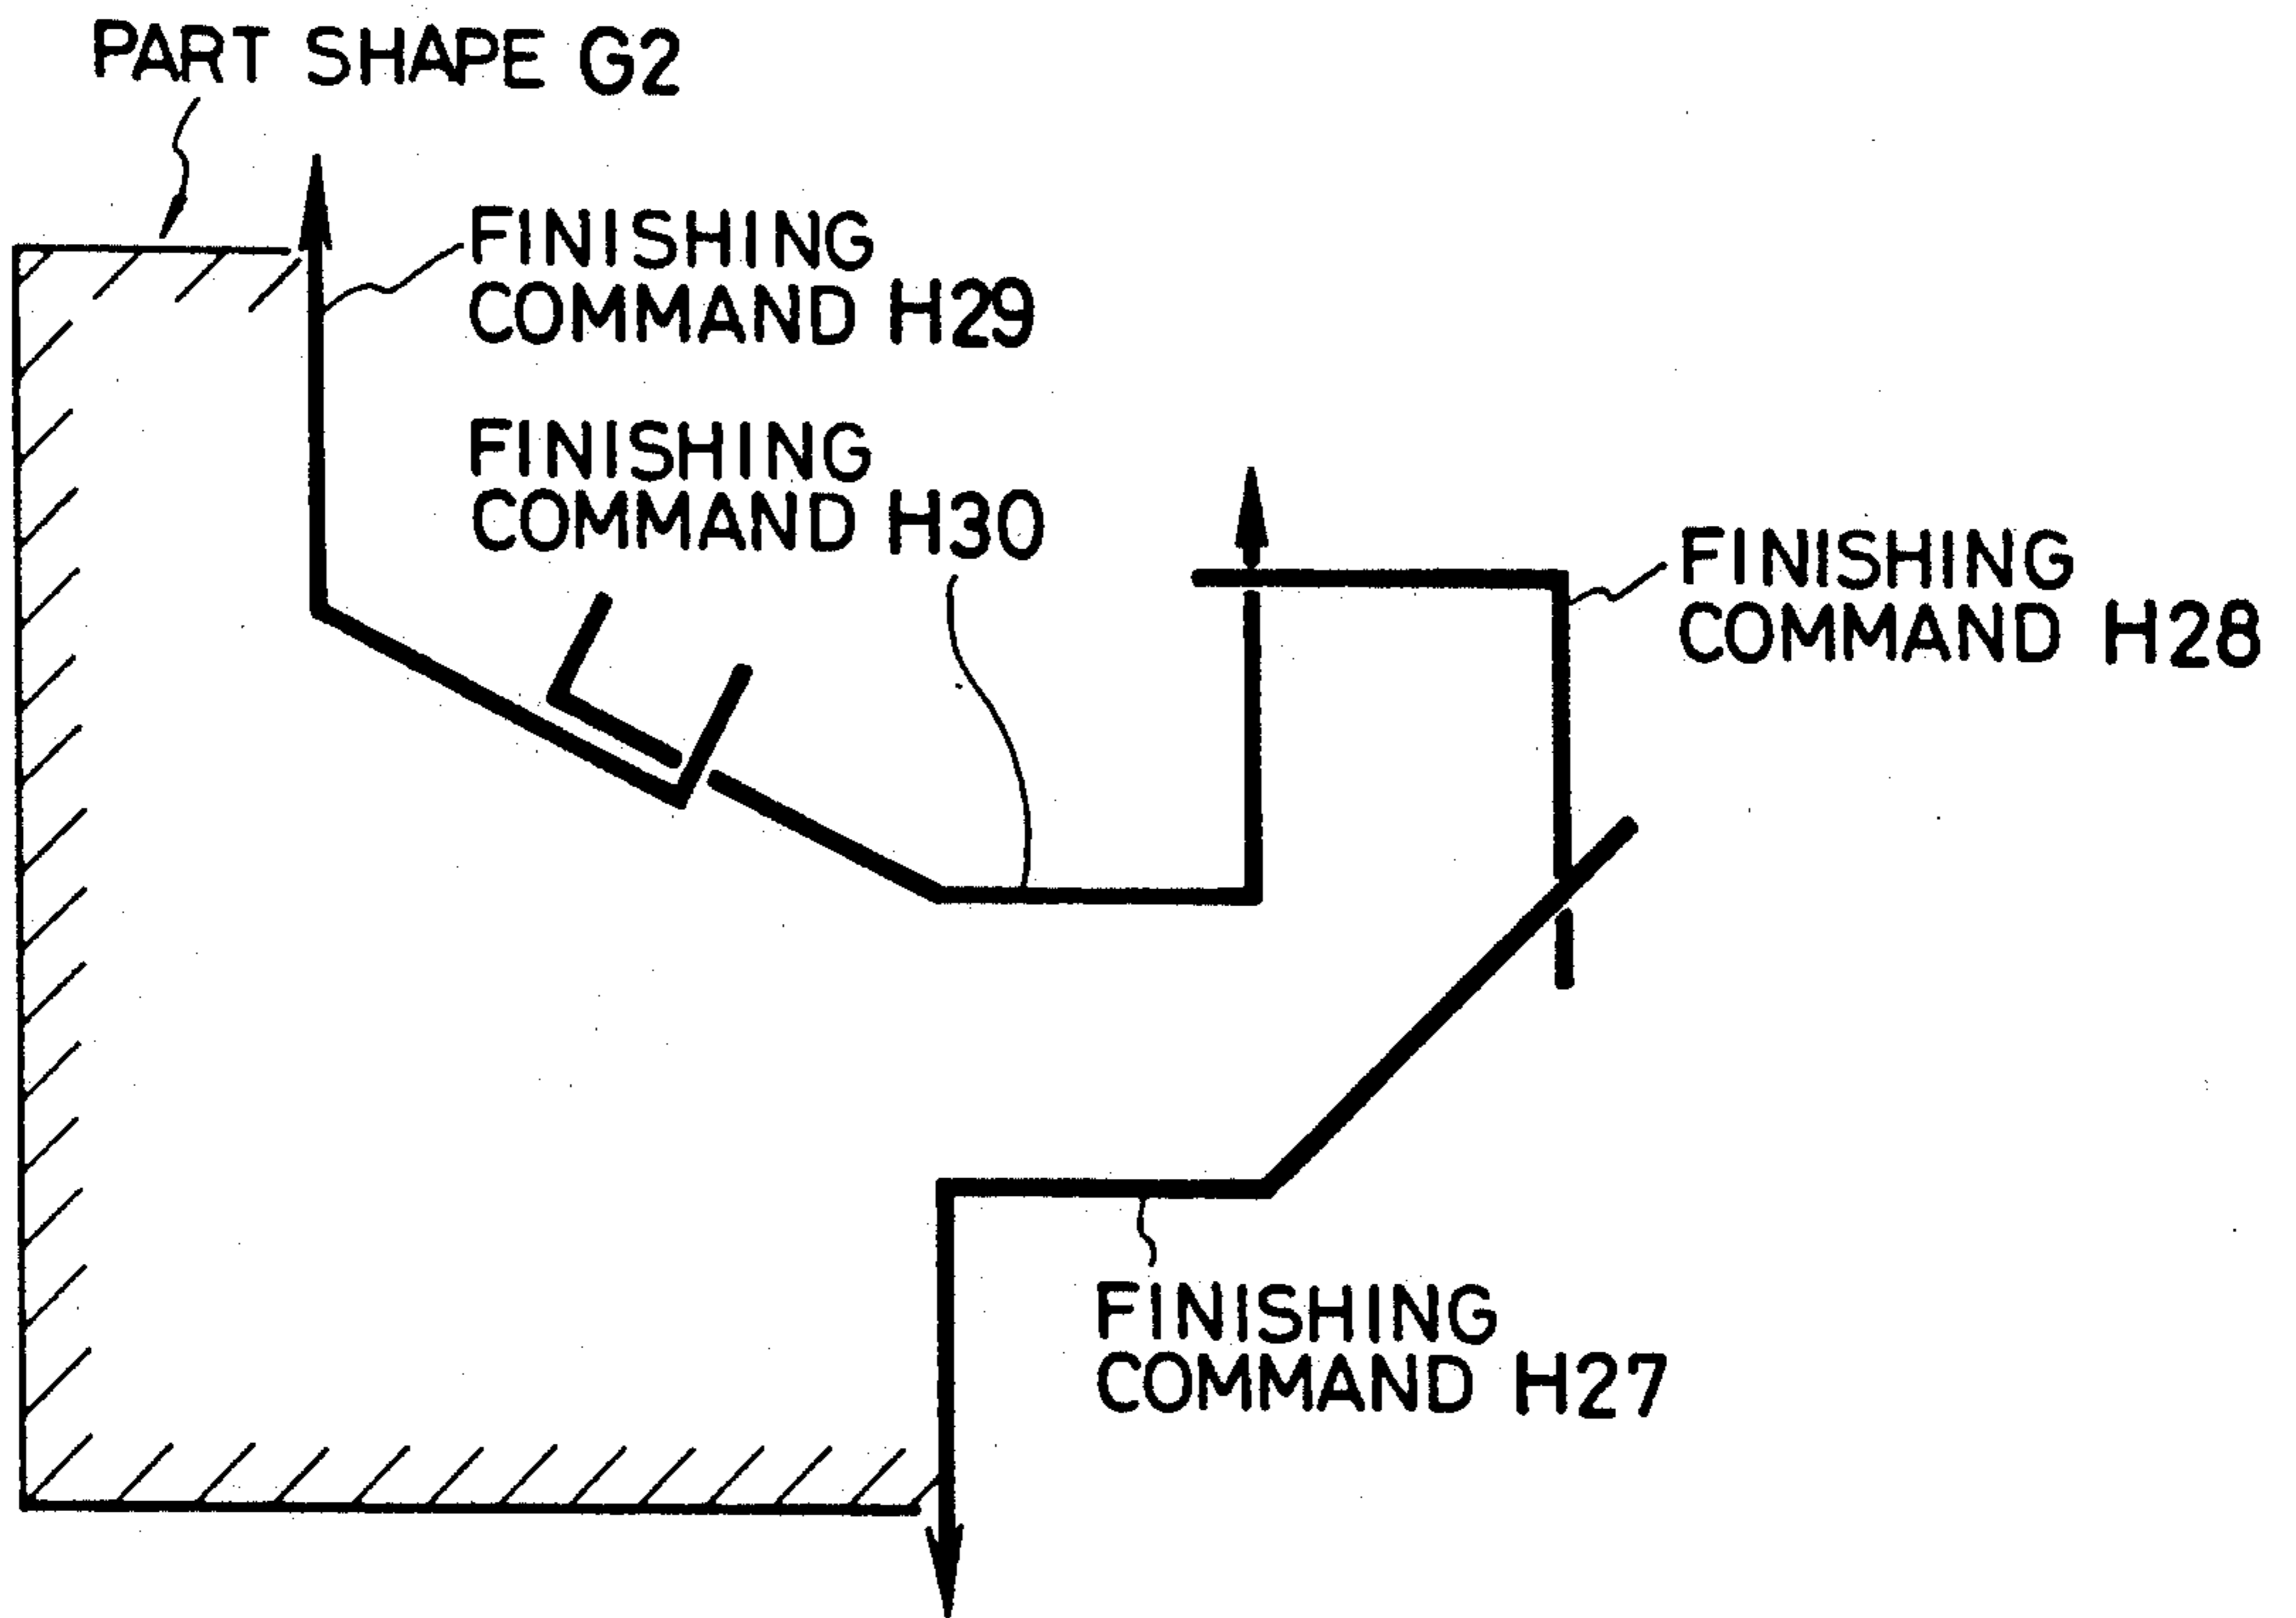 PART SHAPE G2
FINISHING
COMMAND H29
FINISHING
COMMAND H30
FINISHING
COMMAND H28
FINISHING
COMMAND H27